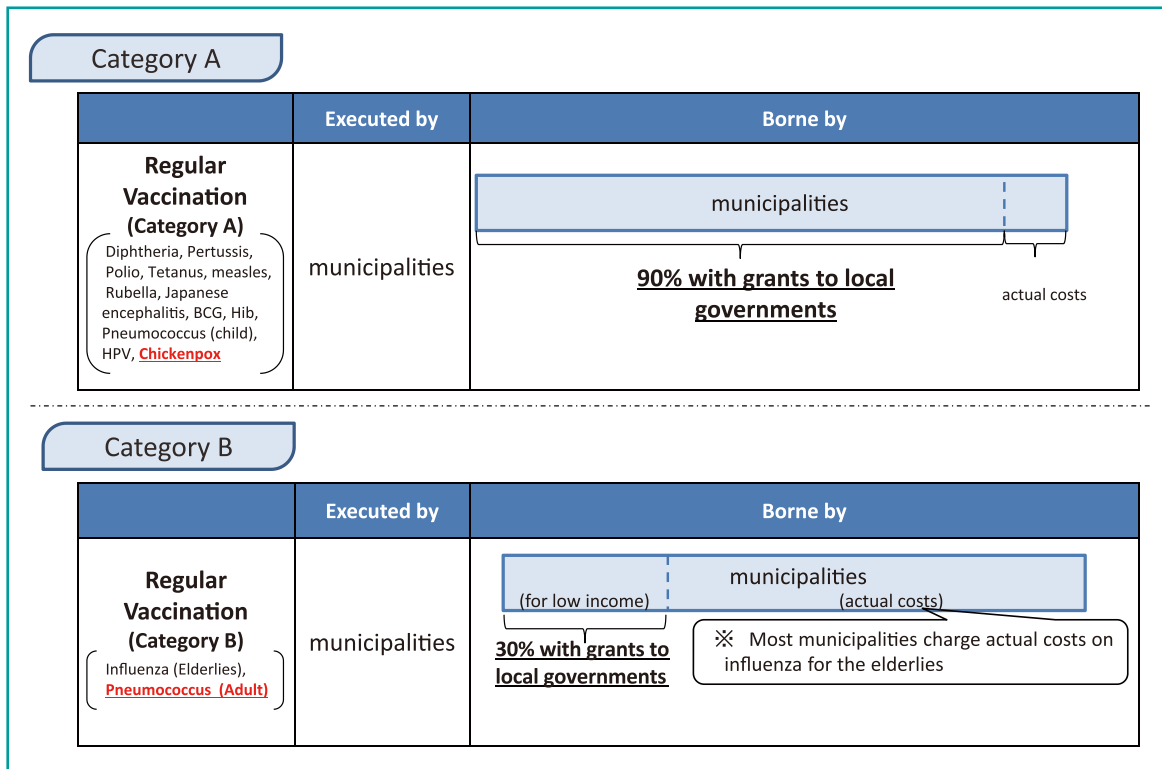 Category A
Executed by
Borne by
Regular
Vaccination
(Category A)
Diphtheria, Pertussis,
Polio, Tetanus, measles,
Rubella, Japanese
encephalitis, BCG, Hib,
Pneumococcus (child),
HPV, Chickenpox
municipalities
municipalities
90% with grants to local
governments
actual costs
Category B
Executed by
Borne by
Regular
Vaccination
(Category B)
Influenza (Elderlies),
Pneumococcus (Adult)
municipalities
municipalities
(for low income)
(actual costs)
30% with grants to
local governments
※ Most municipalities charge actual costs on
influenza for the elderlies